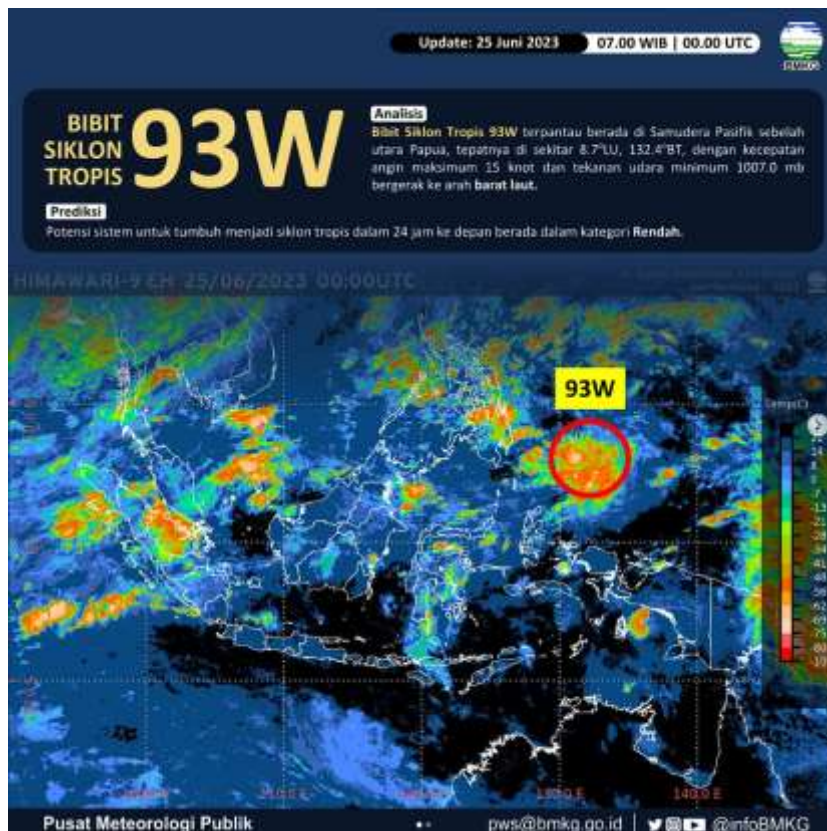 Update: 25 Juni 2023 07.00 WIB | 00.00 UTC
BMKG
BIBIT
SIKLON
TROPIS
93W
Analisis
Bibit Siklon Tropis 93W terpantau berada di Samudera Pasifik sebelah
utara Papua, tepatnya di sekitar 8.7°LU, 132.4°BT, dengan kecepatan
angin maksimum 15 knot dan tekanan udara minimum 1007.0 mb
bergerak ke arah barat laut.
Prediksi
Potensi sistem untuk tumbuh menjadi siklon tropis dalam 24 jam ke depan berada dalam kategori Rendah.
HIMAWARI-9 EH 25/06/2023 00:00UTC
93W
140.0 E
Pusat Meteorologi Publik
pws@bmkg.go.id | @infoBMKG